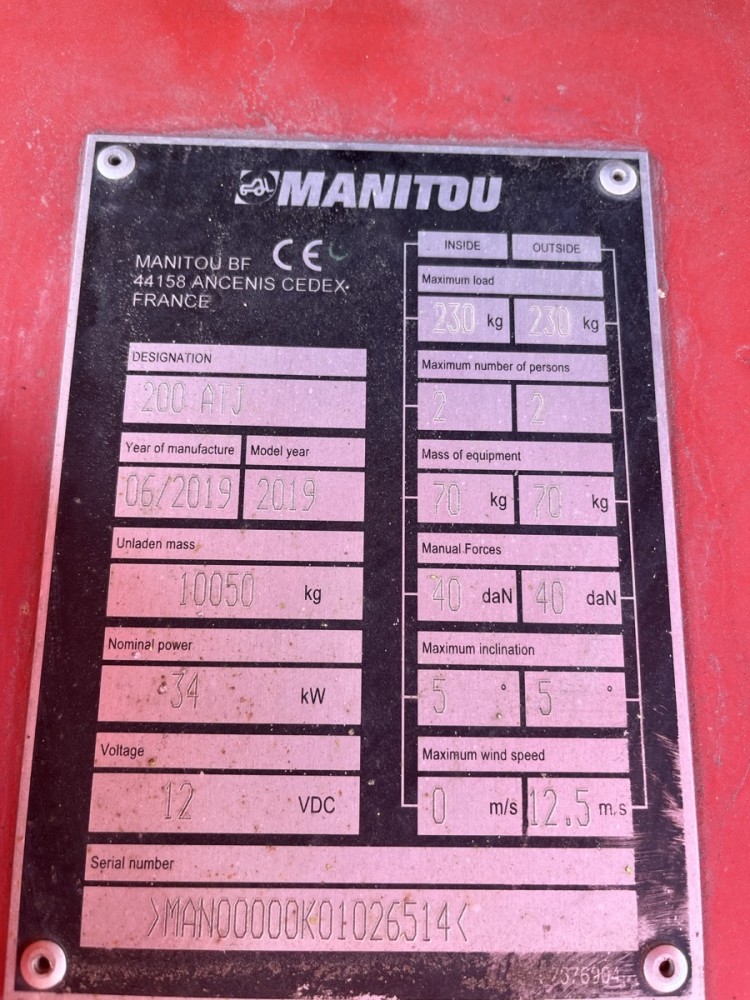 MANITOU
MANITOU BF CE
44158 ANCENIS CEDEX
FRANCE
DESIGNATION
200 ATJ
Year of manufacture Model year
06/2019 2019
Unladen mass
10050 kg
Nominal power
34 kW
Voltage
12 VDC
INSIDE OUTSIDE
Maximum load
230 kg 230 kg
Maximum number of persons
2 2
Mass of equipment
70 kg 70 kg
Manual Forces
40 daN 40 daN
Maximum inclination
5 ° 5 °
Maximum wind speed
0 m/s 12.5 m/s
Serial number
>MAN00000K01026514<